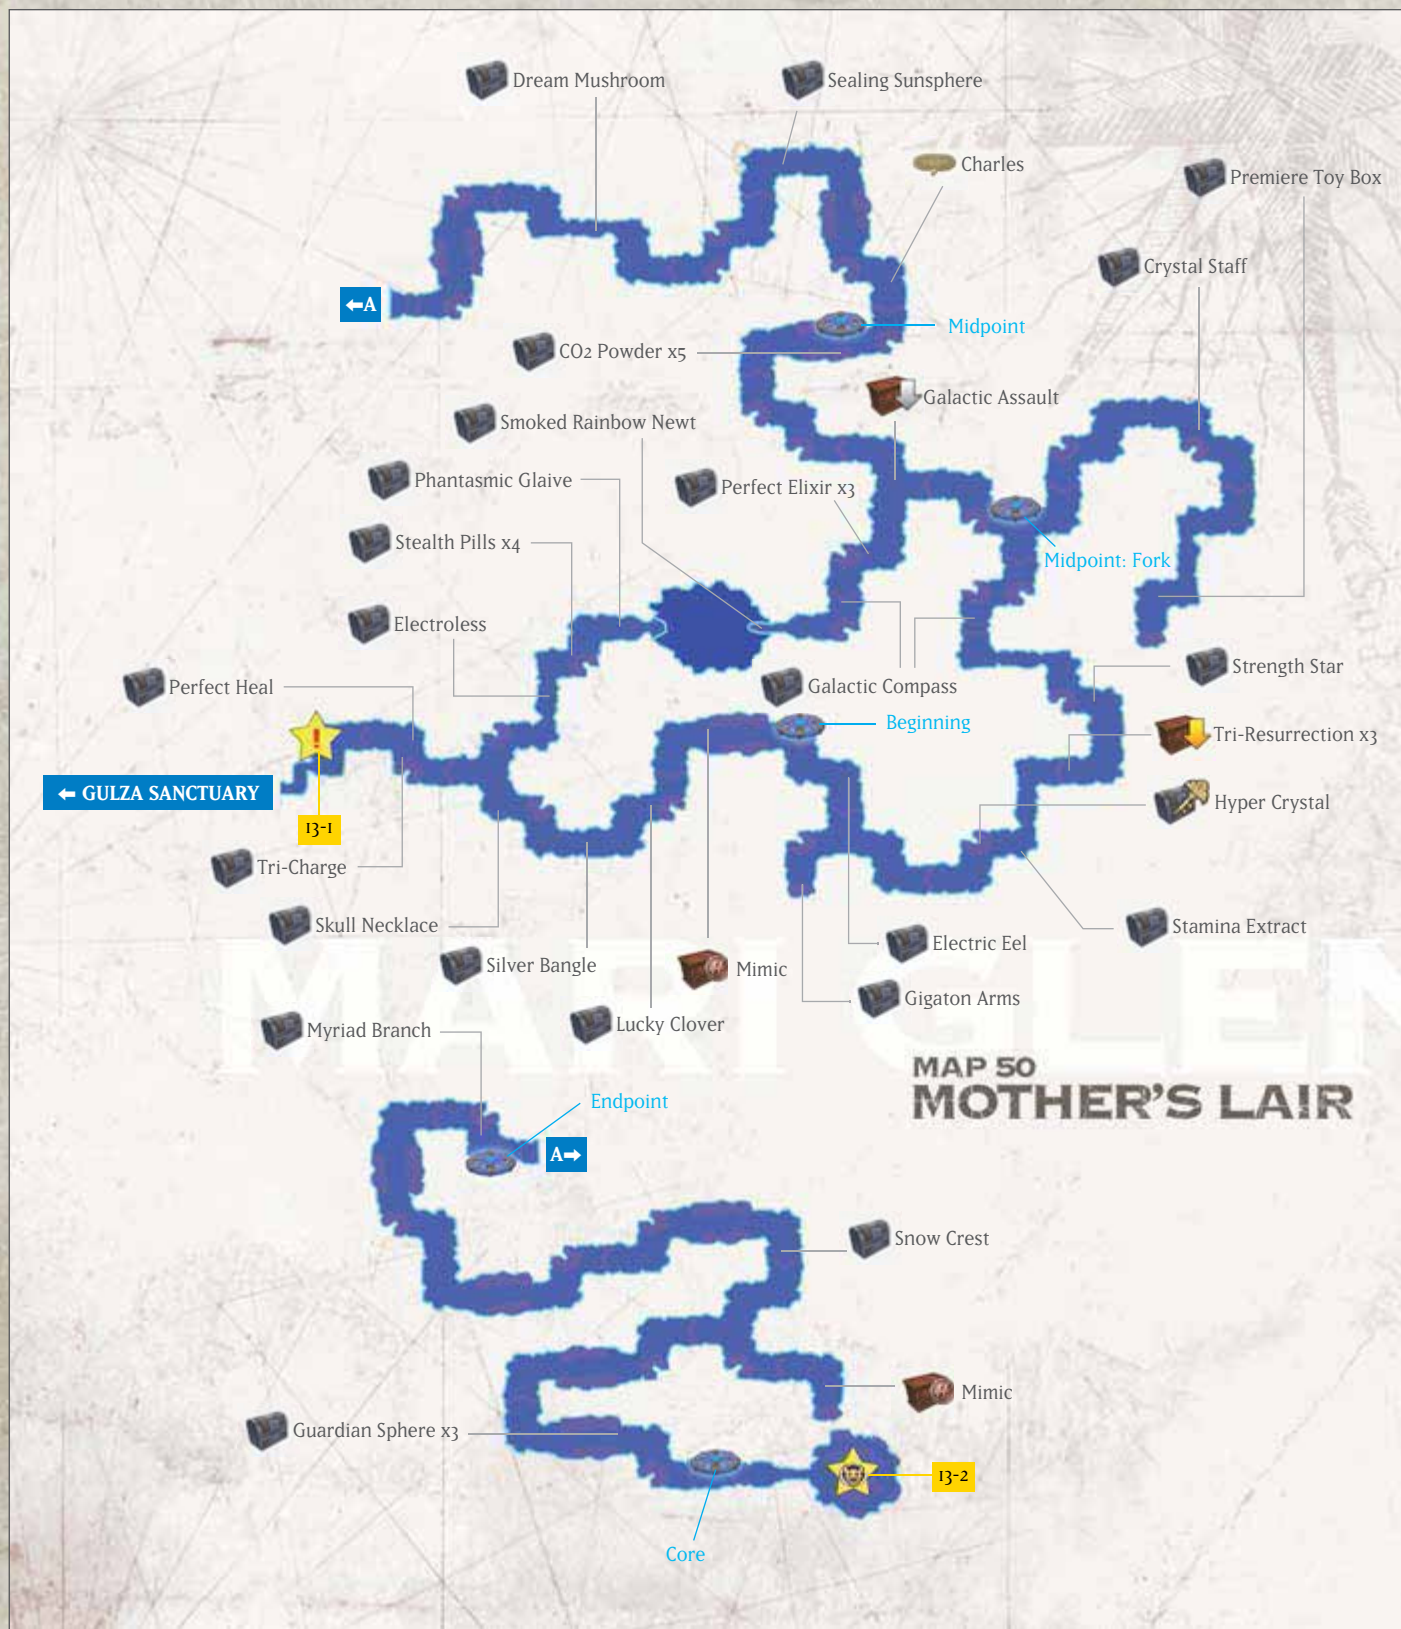 Dream Mushroom
Sealing Sunsphere
Charles
Premiere Toy Box
Crystal Staff
←A
Midpoint
CO2 Powder x5
Galactic Assault
Smoked Rainbow Newt
Phantasmic Glaive
Perfect Elixir x3
Stealth Pills x4
Midpoint: Fork
Electroless
Strength Star
Perfect Heal
Galactic Compass
Beginning
Tri-Resurrection x3
← GULZA SANCTUARY
Hyper Crystal
13-1
Tri-Charge
Skull Necklace
Stamina Extract
Electric Eel
Silver Bangle
Mimic
Gigaton Arms
Lucky Clover
Myriad Branch
MARI GLEN
MAP 50
MOTHER'S LAIR
Endpoint
A→
Snow Crest
Mimic
Guardian Sphere x3
13-2
Core